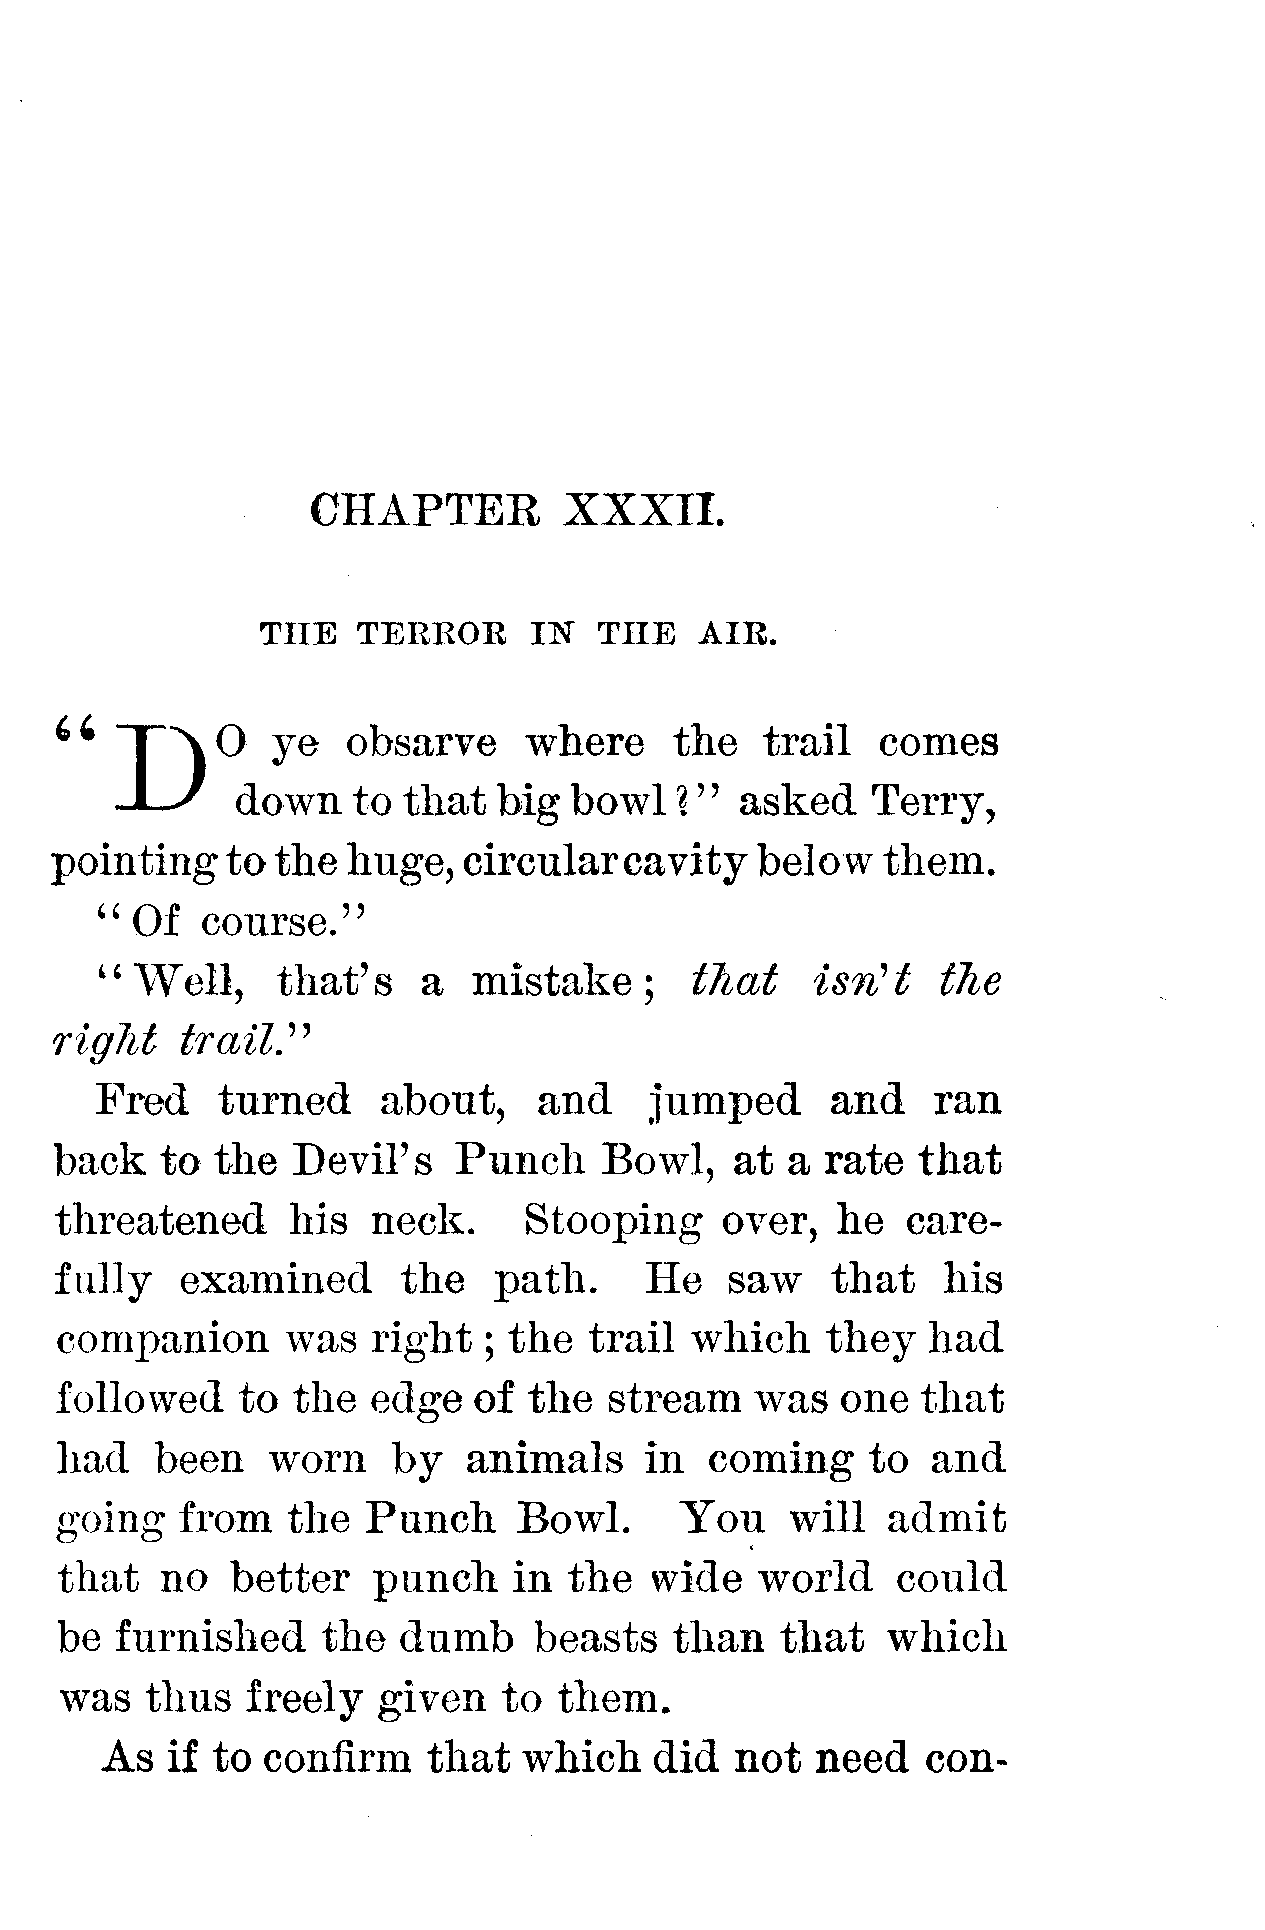 CHAPTER XXXII.
THE TERROR IN THE AIR.
“DO ye obsarve where the trail comes
down to that big bowl?” asked Terry,
pointing to the huge, circular cavity below them.
“Of course.”
“Well, that’s a mistake; that isn’t the
right trail.”
Fred turned about, and jumped and ran
back to the Devil’s Punch Bowl, at a rate that
threatened his neck. Stooping over, he care-
fully examined the path. He saw that his
companion was right; the trail which they had
followed to the edge of the stream was one that
had been worn by animals in coming to and
going from the Punch Bowl. You will admit
that no better punch in the wide world could
be furnished the dumb beasts than that which
was thus freely given to them.
As if to confirm that which did not need con-